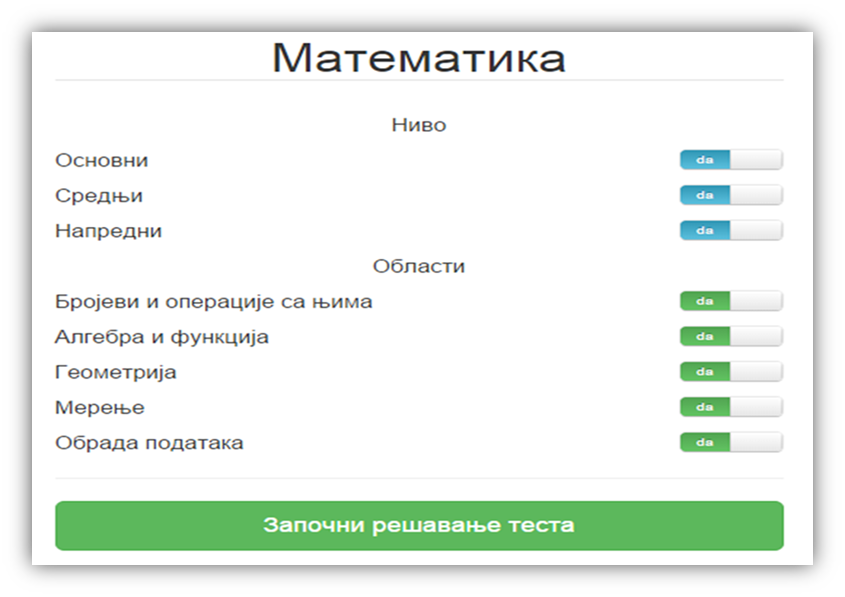 Математика
Ниво
Основни da
Средњи da
Напредни da
Области
Бројеви и операције са њима da
Алгебра и функција da
Геометрија da
Мерење da
Обрада података da
Започни решавање теста